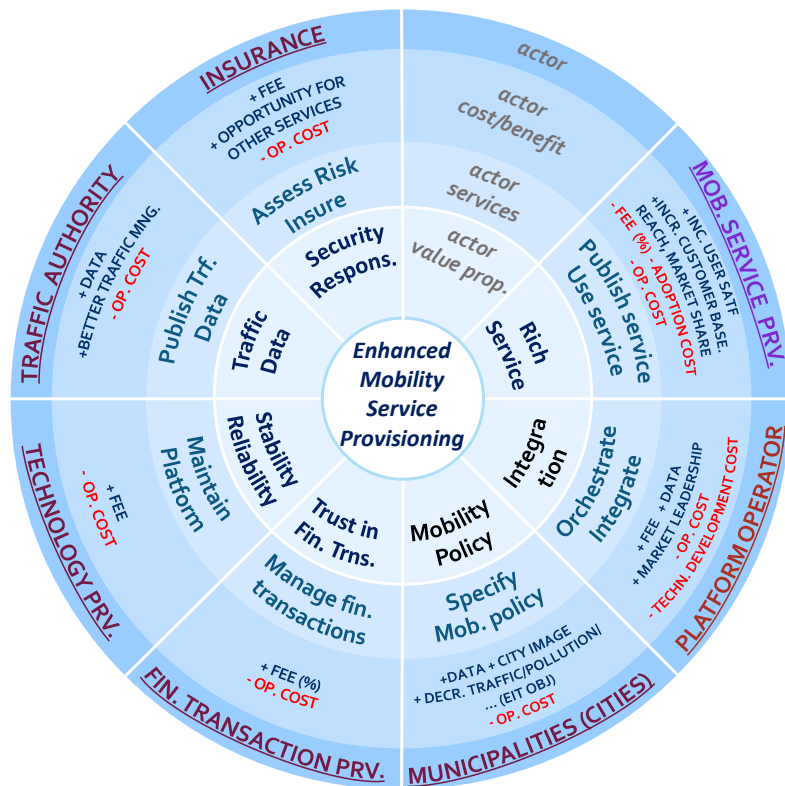 Enhanced
Mobility
Service
Provisioning
actor
actor
cost/benefit
actor
services
actor
value prop.
MOB. SERVICE PRV.
+ INC. USER SATF
+INCR. CUSTOMER BASE.
REACH, MARKET SHARE
- FEE (%) - ADOPTION COST
- OP. COST
Publish service
Use service
Rich
Service
PLATFORM OPERATOR
+ FEE + DATA
+ MARKET LEADERSHIP
- OP. COST
- TECHN. DEVELOPMENT COST
Orchestrate
Integrate
Integra
tion
MUNICIPALITIES (CITIES)
+DATA + CITY IMAGE
+ DECR. TRAFFIC/POLLUTION/
... (EIT OBJ)
- OP. COST
Specify
Mob. policy
Mobility
Policy
FIN. TRANSACTION PRV.
+ FEE (%)
- OP. COST
Manage fin.
transactions
Trust in
Fin. Trns.
TECHNOLOGY PRV.
+ FEE
- OP. COST
Maintain
Platform
Stability
Reliability
TRAFFIC AUTHORITY
+ DATA
+BETTER TRAFFIC MNG.
- OP. COST
Publish Trf.
Data
Traffic
Data
INSURANCE
+ FEE
+ OPPORTUNITY FOR
OTHER SERVICES
- OP. COST
Assess Risk
Insure
Security
Respons.